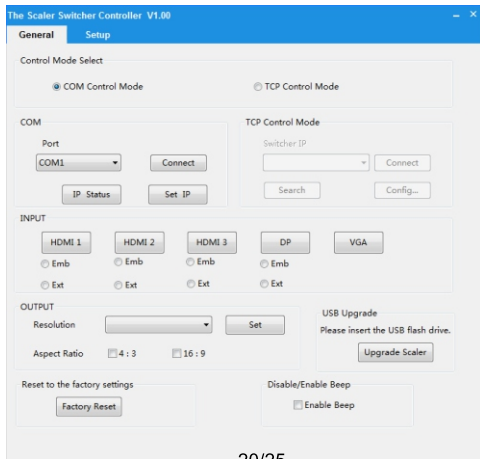 The Scaler Switcher Controller V1.00
General Setup
Control Mode Select
COM Control Mode TCP Control Mode
COM
Port
COM1 Connect
IP Status Set IP
TCP Control Mode
Switcher IP
Connect
Search Config...
INPUT
HDMI 1 HDMI 2 HDMI 3 DP VGA
Emb Emb Emb Emb
Ext Ext Ext Ext
OUTPUT
Resolution Set
Aspect Ratio 4 : 3 16 : 9
USB Upgrade
Please insert the USB flash drive.
Upgrade Scaler
Reset to the factory settings
Factory Reset
Disable/Enable Beep
Enable Beep
20/25